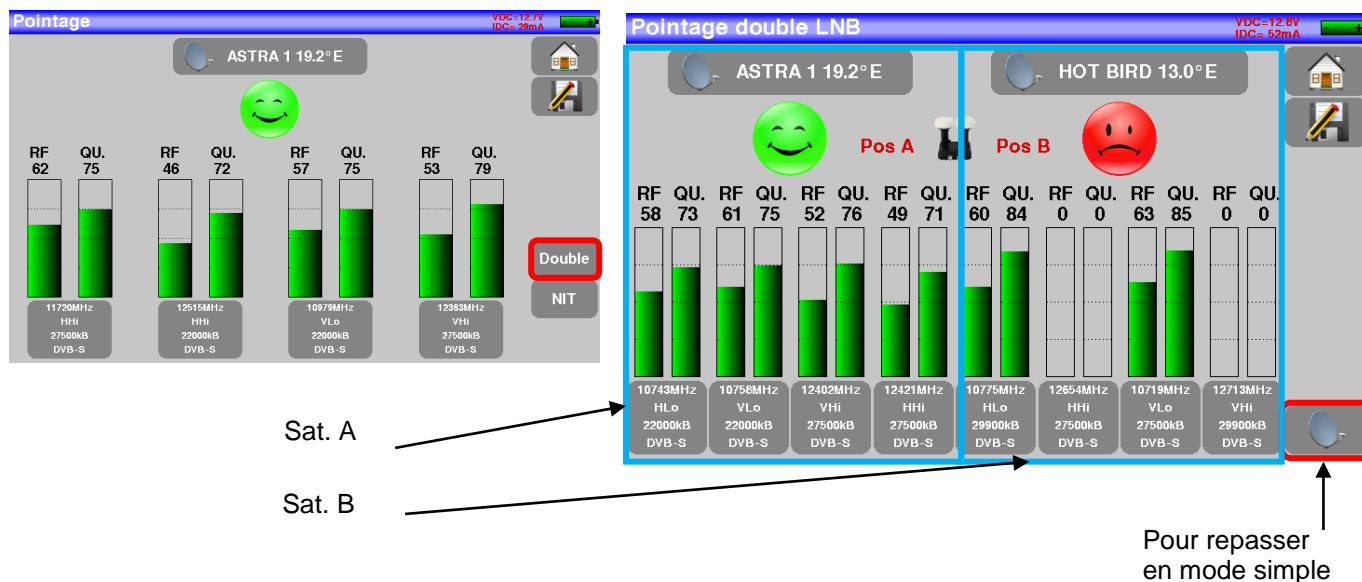 Pointage
VDC=12.7V
IDC= 29mA
ASTRA 1 19.2°E
RF QU. RF QU. RF QU. RF QU.
62 75 46 72 57 75 53 79
Double
NIT
11720MHz 12515MHz 10979MHz 12363MHz
HHi HHi VLo VHi
27500kB 22000kB 22000kB 27500kB
DVB-S DVB-S DVB-S DVB-S
Pointage double LNB
VDC=12.8V
IDC= 52mA
ASTRA 1 19.2°E HOT BIRD 13.0°E
Pos A Pos B
RF QU. RF QU. RF QU. RF QU. RF QU. RF QU. RF QU. RF QU.
58 73 61 75 52 76 49 71 60 84 0 0 63 85 0 0
10743MHz 10758MHz 12402MHz 12421MHz 10775MHz 12654MHz 10719MHz 12713MHz
HLo VLo VHi HHi HLo HHi VLo VHi
22000kB 22000kB 27500kB 27500kB 29900kB 27500kB 27500kB 29900kB
DVB-S DVB-S DVB-S DVB-S DVB-S DVB-S DVB-S DVB-S
Sat. A
Sat. B
Pour repasser
en mode simple